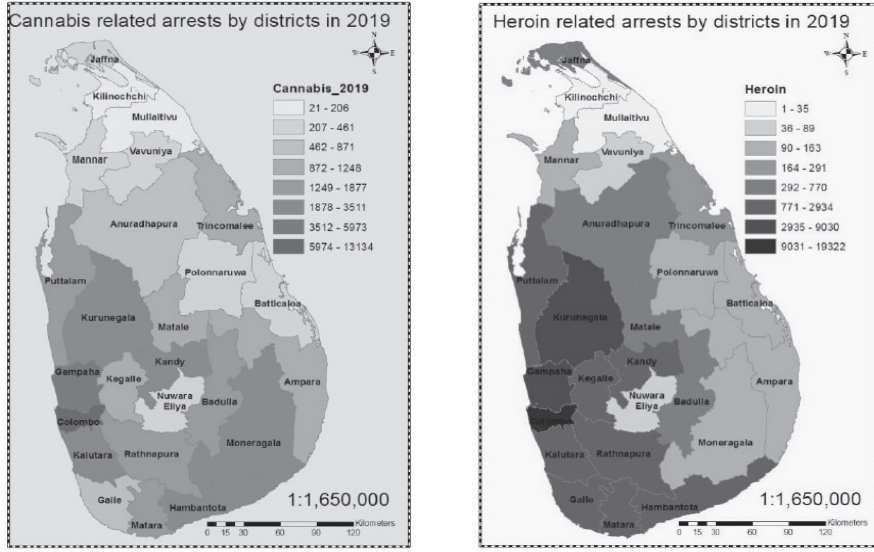 Cannabis related arrests by districts in 2019
N
W E
S
Jaffna
Kilinochchi
Mullaitivu
Mannar
Vavuniya
Anuradhapura
Trincomalee
Polonnaruwa
Puttalam
Batticaloa
Kurunegala
Matale
Kandy
Gampaha
Kegalle
Ampara
Nuwara
Eliya
Badulla
Colombo
Moneragala
Kalutara
Rathnapura
Galle
Hambantota
Matara
Cannabis_2019
21 - 206
207 - 461
462 - 871
872 - 1248
1249 - 1877
1878 - 3511
3512 - 5973
5974 - 13134
1:1,650,000
Kilometers
0 15 30 60 90 120
Heroin related arrests by districts in 2019
N
W E
S
Jaffna
Kilinochchi
Mullaitivu
Mannar
Vavuniya
Anuradhapura
Trincomalee
Polonnaruwa
Puttalam
Batticaloa
Kurunegala
Matale
Kandy
Gampaha
Kegalle
Ampara
Nuwara
Eliya
Badulla
Moneragala
Kalutara
Rathnapura
Galle
Hambantota
Matara
Heroin
1 - 35
36 - 89
90 - 163
164 - 291
292 - 770
771 - 2934
2935 - 9030
9031 - 19322
1:1,650,000
Kilometers
0 15 30 60 90 120